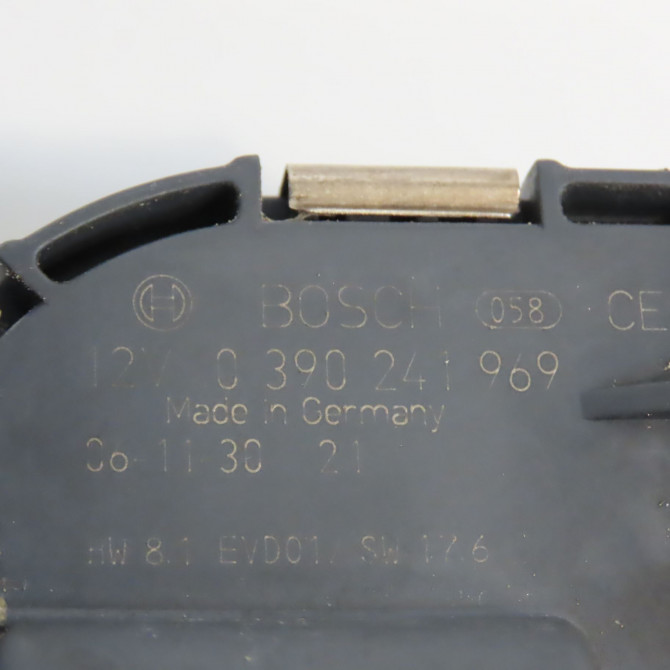 BOSCH 058 CE
12V 0 390 241 969
Made in Germany
06 11 30 21
HW 8.1 EVD01/ SW 17.6